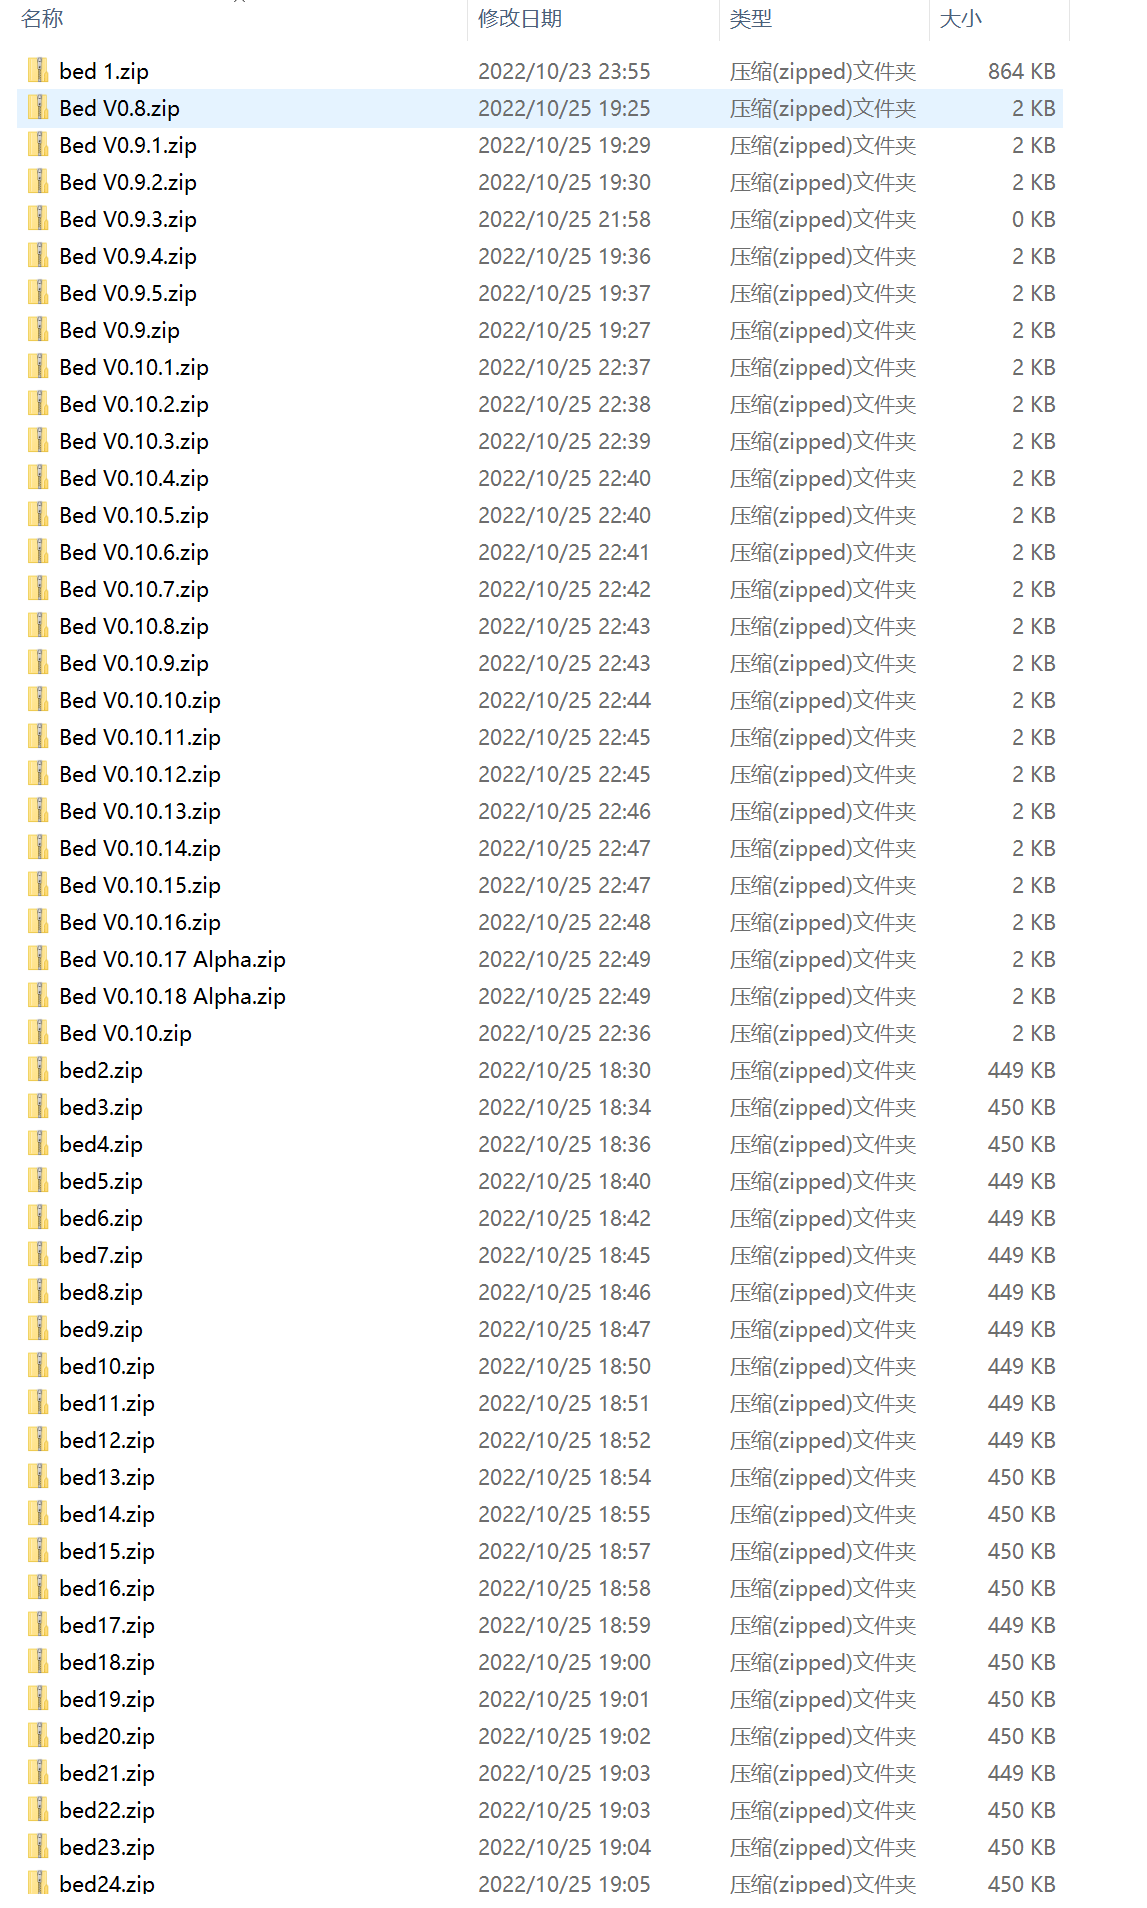 名称 修改日期 类型 大小
bed 1.zip 2022/10/23 23:55 压缩(zipped)文件夹 864 KB
Bed V0.8.zip 2022/10/25 19:25 压缩(zipped)文件夹 2 KB
Bed V0.9.1.zip 2022/10/25 19:29 压缩(zipped)文件夹 2 KB
Bed V0.9.2.zip 2022/10/25 19:30 压缩(zipped)文件夹 2 KB
Bed V0.9.3.zip 2022/10/25 21:58 压缩(zipped)文件夹 0 KB
Bed V0.9.4.zip 2022/10/25 19:36 压缩(zipped)文件夹 2 KB
Bed V0.9.5.zip 2022/10/25 19:37 压缩(zipped)文件夹 2 KB
Bed V0.9.zip 2022/10/25 19:27 压缩(zipped)文件夹 2 KB
Bed V0.10.1.zip 2022/10/25 22:37 压缩(zipped)文件夹 2 KB
Bed V0.10.2.zip 2022/10/25 22:38 压缩(zipped)文件夹 2 KB
Bed V0.10.3.zip 2022/10/25 22:39 压缩(zipped)文件夹 2 KB
Bed V0.10.4.zip 2022/10/25 22:40 压缩(zipped)文件夹 2 KB
Bed V0.10.5.zip 2022/10/25 22:40 压缩(zipped)文件夹 2 KB
Bed V0.10.6.zip 2022/10/25 22:41 压缩(zipped)文件夹 2 KB
Bed V0.10.7.zip 2022/10/25 22:42 压缩(zipped)文件夹 2 KB
Bed V0.10.8.zip 2022/10/25 22:43 压缩(zipped)文件夹 2 KB
Bed V0.10.9.zip 2022/10/25 22:43 压缩(zipped)文件夹 2 KB
Bed V0.10.10.zip 2022/10/25 22:44 压缩(zipped)文件夹 2 KB
Bed V0.10.11.zip 2022/10/25 22:45 压缩(zipped)文件夹 2 KB
Bed V0.10.12.zip 2022/10/25 22:45 压缩(zipped)文件夹 2 KB
Bed V0.10.13.zip 2022/10/25 22:46 压缩(zipped)文件夹 2 KB
Bed V0.10.14.zip 2022/10/25 22:47 压缩(zipped)文件夹 2 KB
Bed V0.10.15.zip 2022/10/25 22:47 压缩(zipped)文件夹 2 KB
Bed V0.10.16.zip 2022/10/25 22:48 压缩(zipped)文件夹 2 KB
Bed V0.10.17 Alpha.zip 2022/10/25 22:49 压缩(zipped)文件夹 2 KB
Bed V0.10.18 Alpha.zip 2022/10/25 22:49 压缩(zipped)文件夹 2 KB
Bed V0.10.zip 2022/10/25 22:36 压缩(zipped)文件夹 2 KB
bed2.zip 2022/10/25 18:30 压缩(zipped)文件夹 449 KB
bed3.zip 2022/10/25 18:34 压缩(zipped)文件夹 450 KB
bed4.zip 2022/10/25 18:36 压缩(zipped)文件夹 450 KB
bed5.zip 2022/10/25 18:40 压缩(zipped)文件夹 449 KB
bed6.zip 2022/10/25 18:42 压缩(zipped)文件夹 449 KB
bed7.zip 2022/10/25 18:45 压缩(zipped)文件夹 449 KB
bed8.zip 2022/10/25 18:46 压缩(zipped)文件夹 449 KB
bed9.zip 2022/10/25 18:47 压缩(zipped)文件夹 449 KB
bed10.zip 2022/10/25 18:50 压缩(zipped)文件夹 449 KB
bed11.zip 2022/10/25 18:51 压缩(zipped)文件夹 449 KB
bed12.zip 2022/10/25 18:52 压缩(zipped)文件夹 449 KB
bed13.zip 2022/10/25 18:54 压缩(zipped)文件夹 450 KB
bed14.zip 2022/10/25 18:55 压缩(zipped)文件夹 450 KB
bed15.zip 2022/10/25 18:57 压缩(zipped)文件夹 450 KB
bed16.zip 2022/10/25 18:58 压缩(zipped)文件夹 450 KB
bed17.zip 2022/10/25 18:59 压缩(zipped)文件夹 449 KB
bed18.zip 2022/10/25 19:00 压缩(zipped)文件夹 450 KB
bed19.zip 2022/10/25 19:01 压缩(zipped)文件夹 450 KB
bed20.zip 2022/10/25 19:02 压缩(zipped)文件夹 450 KB
bed21.zip 2022/10/25 19:03 压缩(zipped)文件夹 449 KB
bed22.zip 2022/10/25 19:03 压缩(zipped)文件夹 450 KB
bed23.zip 2022/10/25 19:04 压缩(zipped)文件夹 450 KB
bed24.zip 2022/10/25 19:05 压缩(zipped)文件夹 450 KB